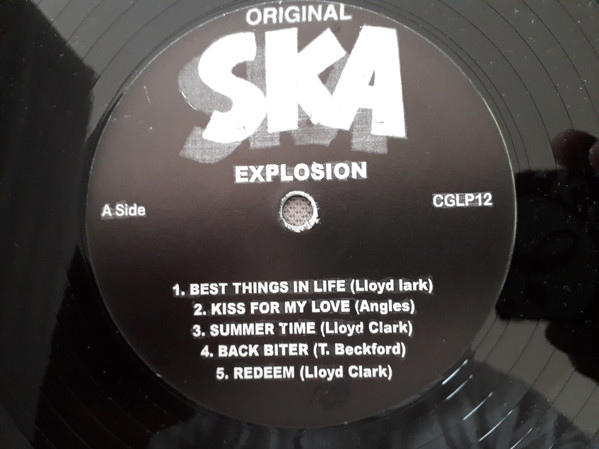 ORIGINAL
SKA
EXPLOSION
A Side
CGLP12
1. BEST THINGS IN LIFE (Lloyd lark)
2. KISS FOR MY LOVE (Angles)
3. SUMMER TIME (Lloyd Clark)
4. BACK BITER (T. Beckford)
5. REDEEM (Lloyd Clark)